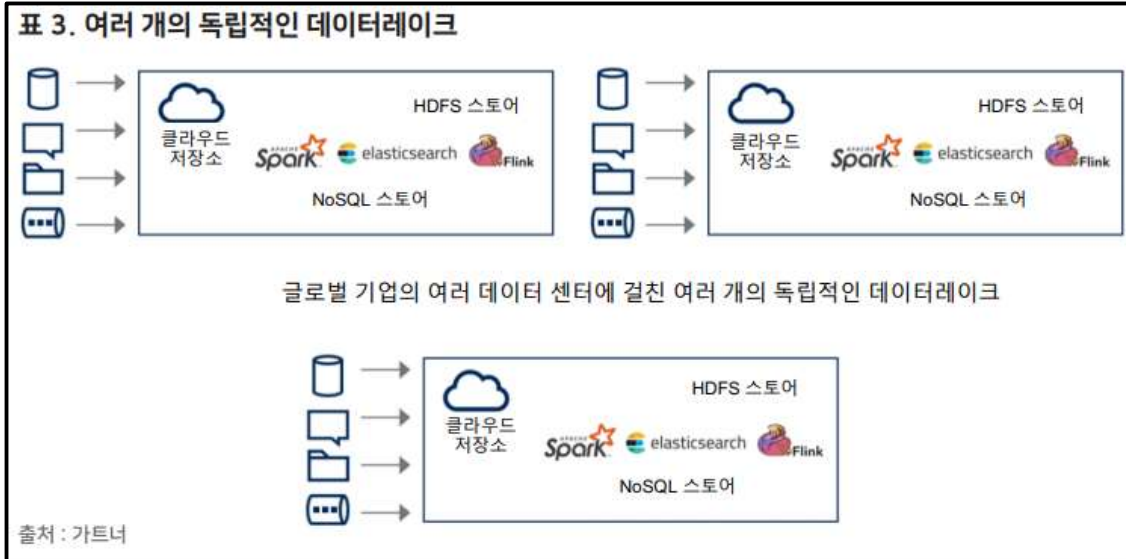 표 3. 여러 개의 독립적인 데이터레이크
클라우드
저장소
HDFS 스토어
APACHE
Spark
elasticsearch
Flink
NoSQL 스토어
클라우드
저장소
HDFS 스토어
APACHE
Spark
elasticsearch
Flink
NoSQL 스토어
글로벌 기업의 여러 데이터 센터에 걸친 여러 개의 독립적인 데이터레이크
클라우드
저장소
HDFS 스토어
APACHE
Spark
elasticsearch
Flink
NoSQL 스토어
출처 : 가트너